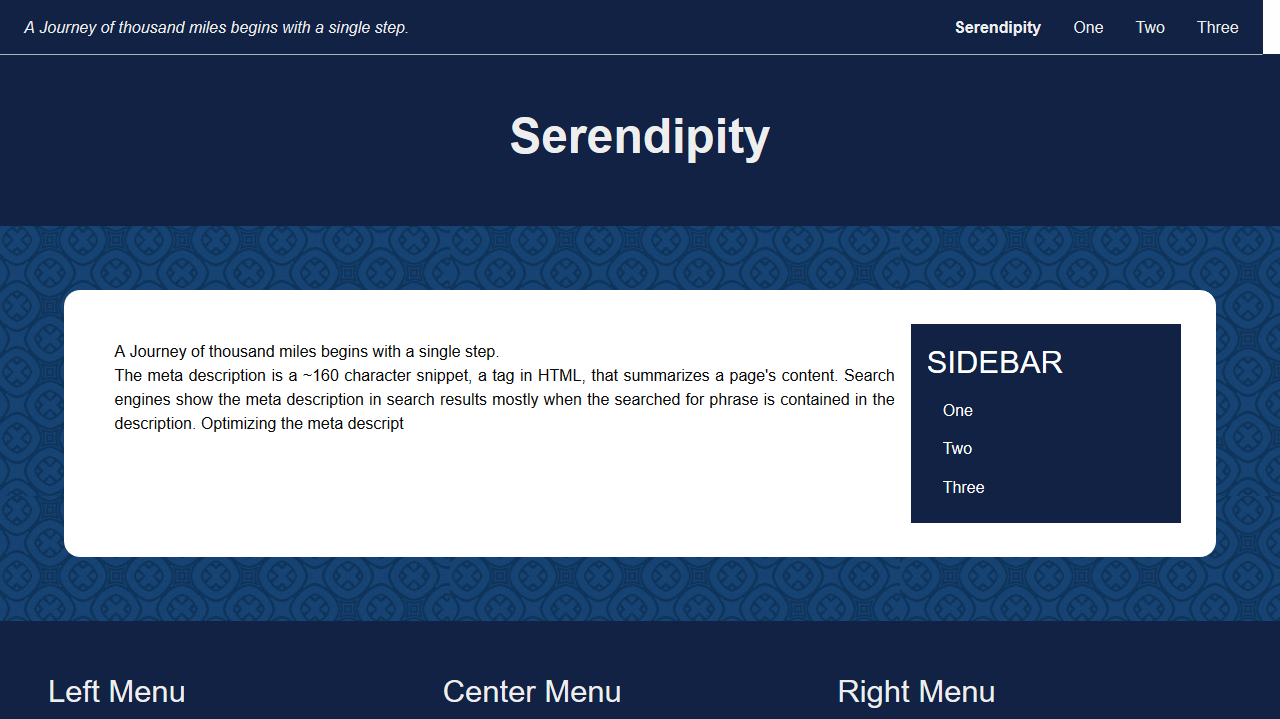 A Journey of thousand miles begins with a single step.
Serendipity One Two Three
Serendipity
A Journey of thousand miles begins with a single step.
The meta description is a ~160 character snippet, a tag in HTML, that summarizes a page's content. Search
engines show the meta description in search results mostly when the searched for phrase is contained in the
description. Optimizing the meta descript
SIDEBAR
One
Two
Three
Left Menu
Center Menu
Right Menu